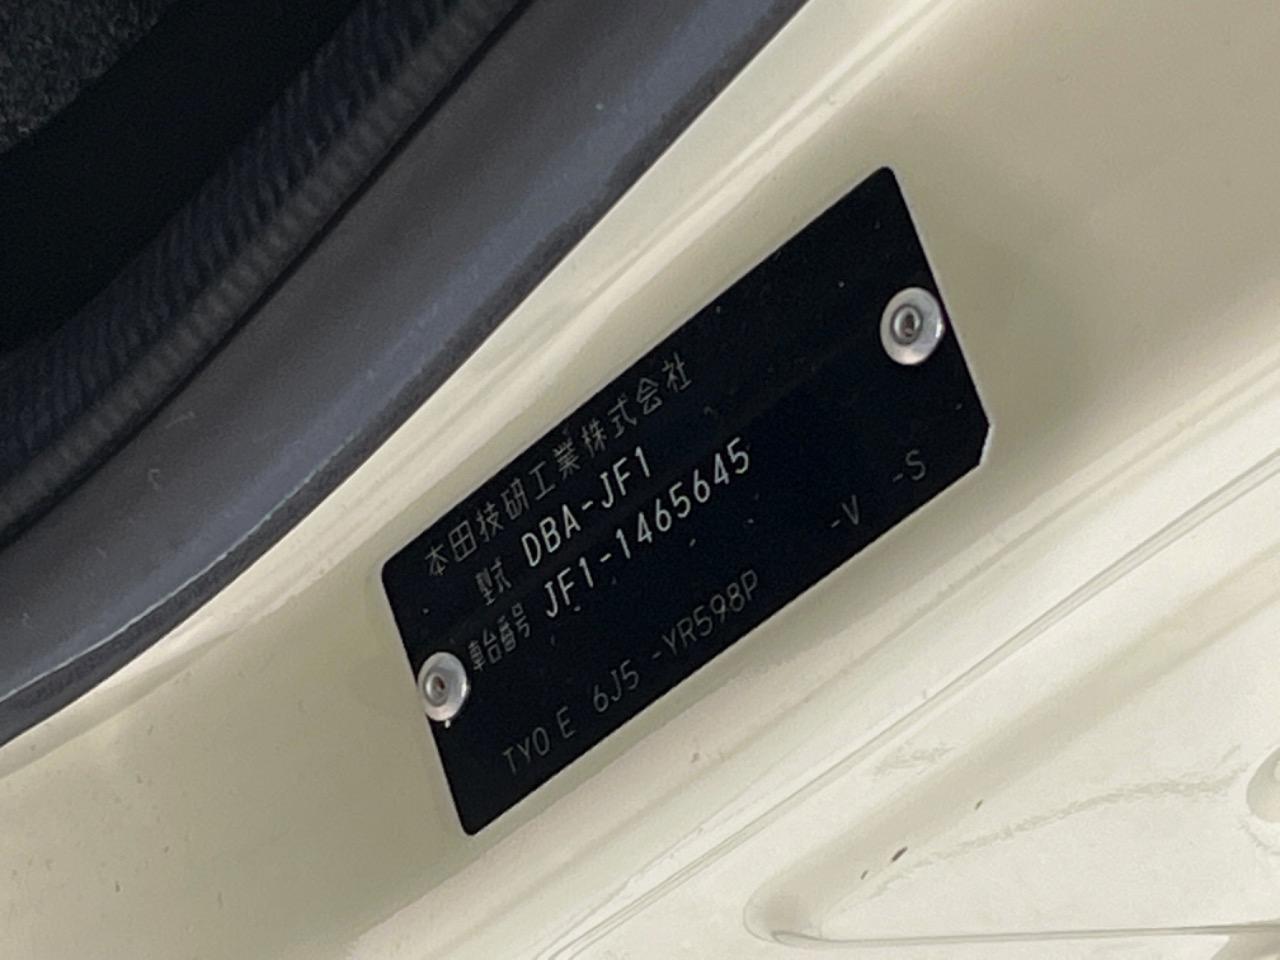 本田技研工業株式会社
型式 DBA-JF1
車台番号 JF1-1465645
TYO E 6J5 -YR598P -V -S